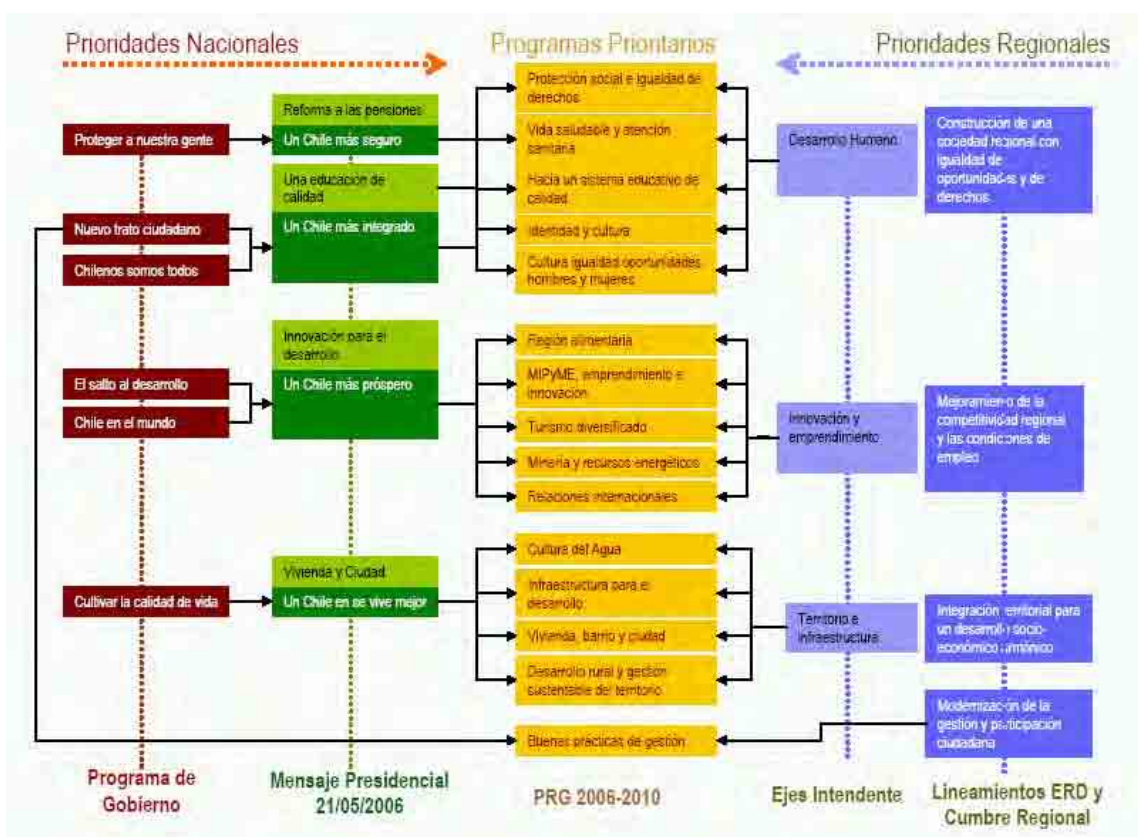 Prioridades Nacionales
Programas Prioritarios
Prioridades Regionales
Proteger a nuestra gente
Nuevo trato ciudadano
Chilenos somos todos
El salto al desarrollo
Chile en el mundo
Cultivar la calidad de vida
Programa de
Gobierno
Reforma a las pensiones
Un Chile más seguro
Una educación de
calidad
Un Chile más integrado
Innovación para el
desarrollo
Un Chile más próspero
Vivienda y Ciudad
Un Chile en se vive mejor
Mensaje Presidencial
21/05/2006
Protección social e igualdad de
derechos
Vida saludable y atención
sanitaria
Hacia un sistema educativo de
calidad
Identidad y cultura
Cultura igualdad oportunidades
hombres y mujeres
Región alimentaria
MIPyME, emprendimiento e
innovación
Turismo diversificado
Minería y recursos energéticos
Relaciones internacionales
Cultura del Agua
Infraestructura para el
desarrollo
Vivienda, barrio y ciudad
Desarrollo rural y gestión
sustentable del territorio
Buenas prácticas de gestión
PRG 2006-2010
Desarrollo Humano
Innovación y
emprendimiento
Territorio e
infraestructura
Ejes Intendente
Construcción de una
sociedad regional con
igualdad de
oportunidades y de
derechos
Mejoramiento de la
competitividad regional
y las condiciones de
empleo
Integración territorial para
un desarrollo socio-
económico armónico
Modernización de la
gestión y participación
ciudadana
Lineamientos ERD y
Cumbre Regional